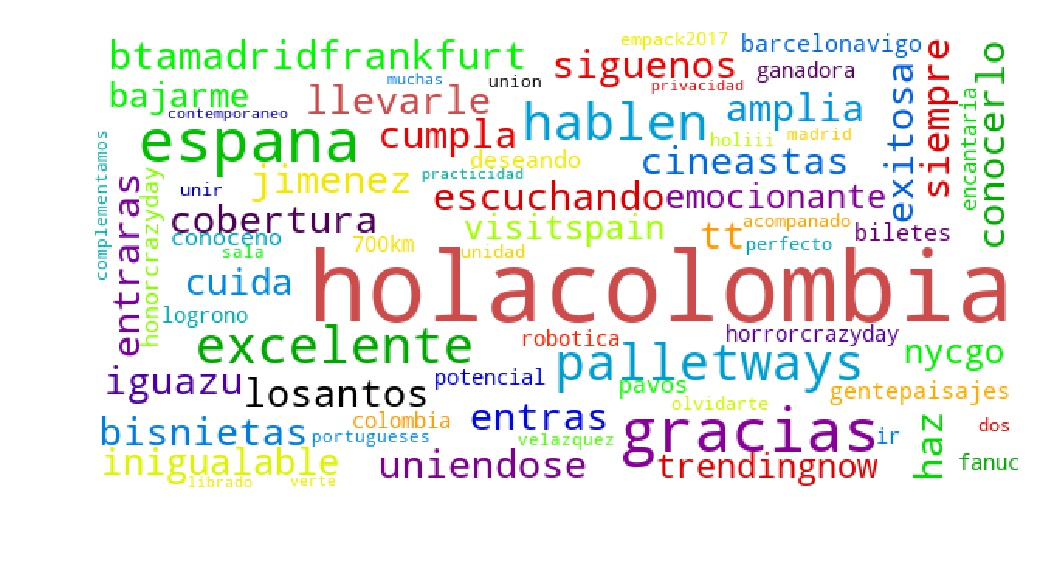 empack2017
barcelonavigo
btamadridfrankfurt
siguenos
ganadora
muchas
union
privacidad
bajarme
llevarle
contemporaneo
hablen
amplia
exitosa
siempre
conocerlo
encantaria
espana
cumpla
holiii
madrid
deseando
cineastas
complementamos
jimenez
practicidad
unir
escuchando
emocionante
entraras
honorcrazyday
cobertura
visitspain
tt
acompanado
biletes
conoceno
700km
perfecto
sala
unidad
cuida
holacolombia
logrono
excelente
robotica
horrorcrazyday
palletways
nycgo
iguazu
losantos
potencial
pavos
gentepaisajes
olvidarte
colombia
entras
gracias
bisnietas
portugueses
velazquez
ir
haz
dos
inigualable
uniendose
trendingnow
fanuc
librado
verte